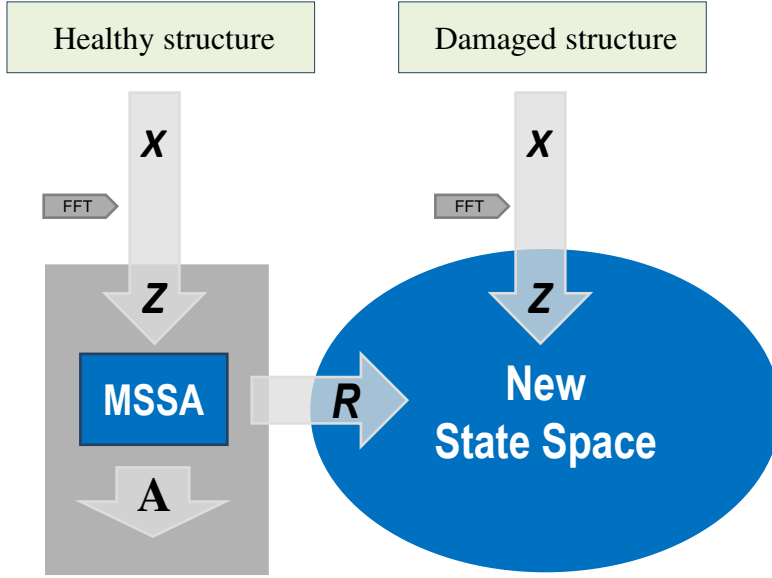 Healthy structure
Damaged structure
X
X
FFT
FFT
Z
Z
MSSA
R
New
State Space
A